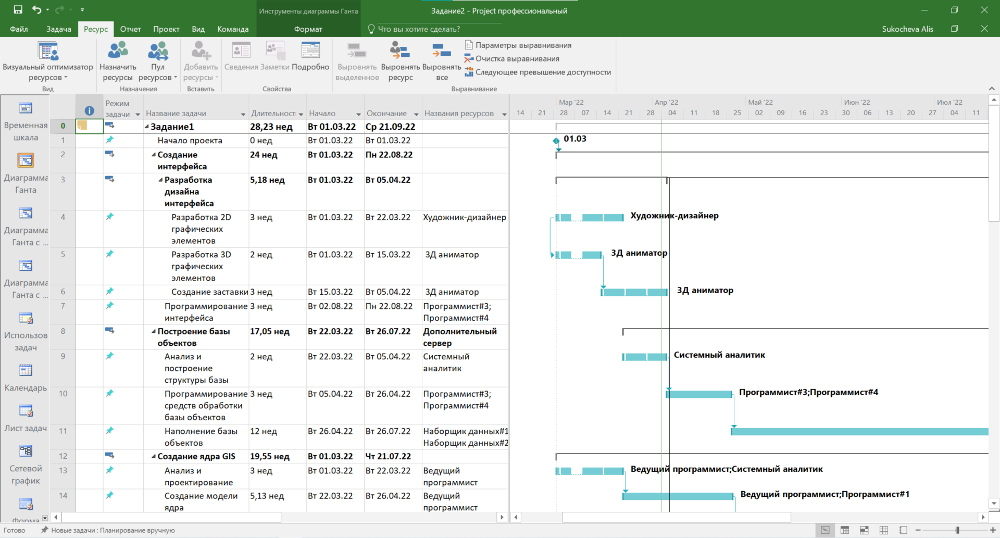 Инструменты диаграммы Ганта
Задание2 - Project профессиональный
Файл Задача Ресурс Отчет Проект Вид Команда Формат Что вы хотите сделать? Sukocheva Alis
Визуальный оптимизатор
ресурсов
Вид
Назначить
ресурсы
Пул
ресурсов
Назначения
Добавить
ресурсы
Вставить
Сведения Заметки Подробно
Свойства
Выровнять
выделенное
Выровнять
ресурс
Выровнять
все
Параметры выравнивания
Очистка выравнивания
Следующее превышение доступности
Выравнивание
Временная
шкала
Диаграмма
Ганта
Диаграмма
Ганта с ...
Диаграмма
Ганта с ...
Использов
задач
Календарь
Лист задач
Сетевой
график
Форма
Режим
задачи
Название задачи
Длительност
Начало
Окончание
Названия ресурсов
0 Задание1 28,23 нед Вт 01.03.22 Ср 21.09.22
1 Начало проекта 0 нед Вт 01.03.22 Вт 01.03.22
2 Создание 24 нед Вт 01.03.22 Пн 22.08.22
интерфейса
3 Разработка 5,18 нед Вт 01.03.22 Вт 05.04.22
дизайна
интерфейса
4 Разработка 2D 3 нед Вт 01.03.22 Вт 22.03.22 Художник-дизайнер
графических
элементов
5 Разработка 3D 2 нед Вт 01.03.22 Вт 15.03.22 3Д аниматор
графических
элементов
6 Создание заставки 3 нед Вт 15.03.22 Вт 05.04.22 3Д аниматор
7 Программирование 3 нед Вт 02.08.22 Пн 22.08.22 Программист#3;
интерфейса Программист#4
8 Построение базы 17,05 нед Вт 22.03.22 Вт 26.07.22 Дополнительный
объектов сервер
9 Анализ и 2 нед Вт 22.03.22 Вт 05.04.22 Системный
построение аналитик
структуры базы
10 Программирование 3 нед Вт 05.04.22 Вт 26.04.22 Программист#3;
средств обработки Программист#4
базы объектов
11 Наполнение базы 12 нед Вт 26.04.22 Вт 26.07.22 Наборщик данных#1
объектов Наборщик данных#2
12 Создание ядра GIS 19,55 нед Вт 01.03.22 Чт 21.07.22
13 Анализ и 3 нед Вт 01.03.22 Вт 22.03.22 Ведущий
проектирование программист
14 Создание модели 5,13 нед Вт 22.03.22 Вт 26.04.22 Ведущий
ядра программист
Мар '22 Апр '22 Май '22 Июн '22 Июл '22
14 21 28 07 14 21 28 04 11 18 25 02 09 16 23 30 06 13 20 27 04 11
01.03
Художник-дизайнер
3Д аниматор
3Д аниматор
Системный аналитик
Программист#3;Программист#4
Ведущий программист;Системный аналитик
Ведущий программист;Программист#1
Готово Новые задачи : Планирование вручную